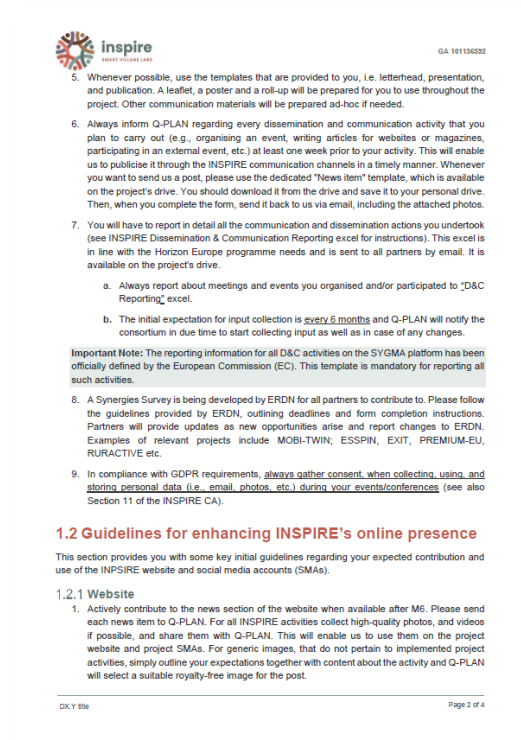 inspire
SMART VILLAGE LABS
GA 101136592
5. Whenever possible, use the templates that are provided to you, i.e. letterhead, presentation,
and publication. A leaflet, a poster and a roll-up will be prepared for you to use throughout the
project. Other communication materials will be prepared ad-hoc if needed.
6. Always inform Q-PLAN regarding every dissemination and communication activity that you
plan to carry out (e.g., organising an event, writing articles for websites or magazines,
participating in an external event, etc.) at least one week prior to your activity. This will enable
us to publicise it through the INSPIRE communication channels in a timely manner. Whenever
you want to send us a post, please use the dedicated "News item" template, which is available
on the project's drive. You should download it from the drive and save it to your personal drive.
Then, when you complete the form, send it back to us via email, including the attached photos.
7. You will have to report in detail all the communication and dissemination actions you undertook
(see INSPIRE Dissemination & Communication Reporting excel for instructions). This excel is
in line with the Horizon Europe programme needs and is sent to all parties by email. It is
available on the project's drive.
a. Always report about meetings and events you organised and/or participated to "D&C
Reporting" excel.
b. The initial expectation for input collection is every 6 months and Q-PLAN will notify the
consortium in due time to start collecting input as well as in case of any changes.
Important Note: The reporting information for all D&C activities on the SYGMA platform has been
officially defined by the European Commission (EC). This template is mandatory for reporting all
such activities.
8. A Synergies Survey is being developed by ERDN for all partners to contribute to. Please follow
the guidelines provided by ERDN, outlining deadlines and form completion instructions.
Partners will provide updates as new opportunities arise and report changes to ERDN.
Examples of relevant projects include MOBI-TWIN; ESSPIN, EXIT, PREMIUM-EU,
RURACTIVE etc.
9. In compliance with GDPR requirements, always gather consent, when collecting, using, and
storing personal data (i.e., email, photos, etc,) during your events/conferences (see also
Section 11 of the INSPIRE CA).
1.2 Guidelines for enhancing INSPIRE's online presence
This section provides you with some key initial guidelines regarding your expected contribution and
use of the INPSIRE website and social media accounts (SMAs).
1.2.1 Website
1. Actively contribute to the news section of the website when available after M6. Please send
each news item to Q-PLAN. For all INSPIRE activities collect high-quality photos, and videos
if possible, and share them with Q-PLAN. This will enable us to use them on the project
website and project SMAs. For generic images, that do not pertain to implemented project
activities, simply outline your expectations together with content about the activity and Q-PLAN
will select a suitable royalty-free image for the post.
DX.Y title
Page 2 of 4